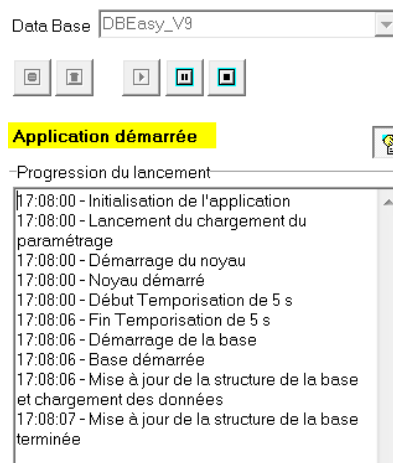 Data Base DBEasy_V9
Application démarrée
Progression du lancement
17:08:00 - Initialisation de l'application
17:08:00 - Lancement du chargement du
paramétrage
17:08:00 - Démarrage du noyau
17:08:00 - Noyau démarré
17:08:00 - Début Temporisation de 5 s
17:08:06 - Fin Temporisation de 5 s
17:08:06 - Démarrage de la base
17:08:06 - Base démarrée
17:08:06 - Mise à jour de la structure de la base
et chargement des données
17:08:07 - Mise à jour de la structure de la base
terminée